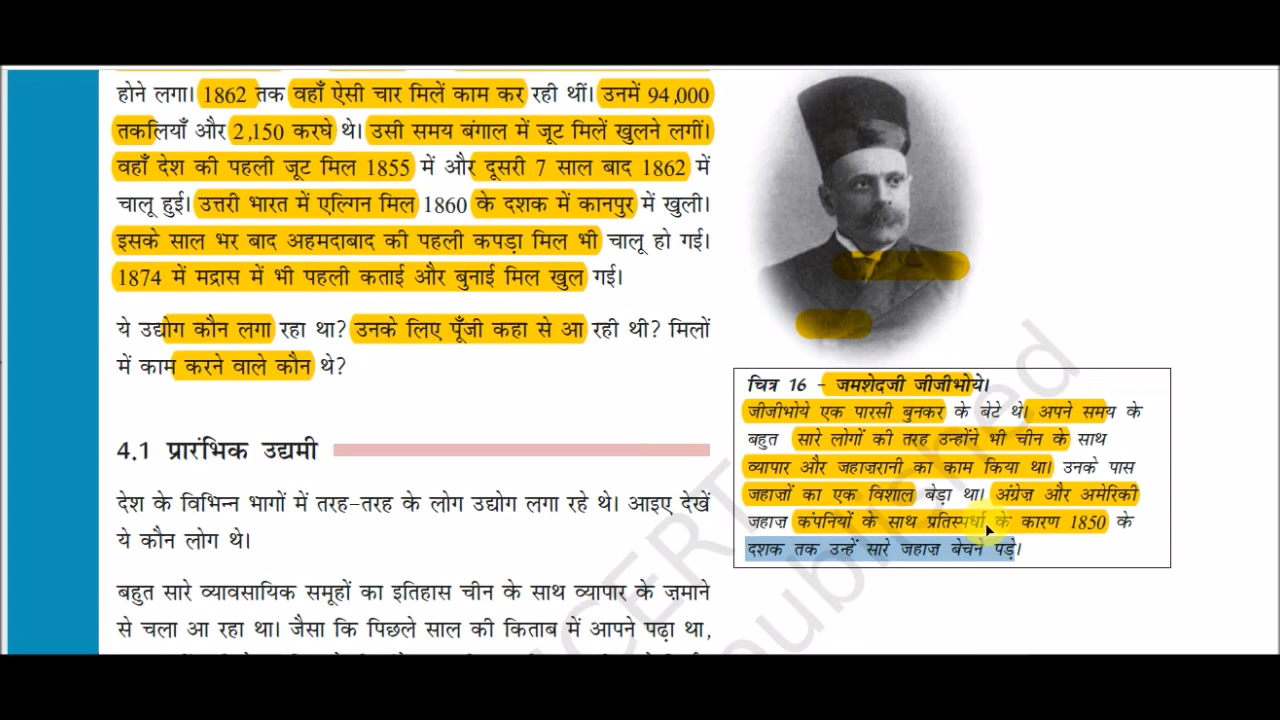 होने लगा। 1862 तक वहाँ ऐसी चार मिलें काम कर रही थीं। उनमें 94,000
तकलियाँ और 2,150 करघे थे। उसी समय बंगाल में जूट मिलें खुलने लगीं।
वहाँ देश की पहली जूट मिल 1855 में और दूसरी 7 साल बाद 1862 में
चालू हुई। उत्तरी भारत में एल्गिन मिल 1860 के दशक में कानपुर में खुली।
इसके साल भर बाद अहमदाबाद की पहली कपड़ा मिल भी चालू हो गई।
1874 में मद्रास में भी पहली कताई और बुनाई मिल खुल गई।
ये उद्योग कौन लगा रहा था? उनके लिए पूँजी कहा से आ रही थी? मिलों
में काम करने वाले कौन थे?
4.1 प्रारंभिक उद्यमी
देश के विभिन्न भागों में तरह-तरह के लोग उद्योग लगा रहे थे। आइए देखें
ये कौन लोग थे।
बहुत सारे व्यावसायिक समूहों का इतिहास चीन के साथ व्यापार के ज़माने
से चला आ रहा था। जैसा कि पिछले साल की किताब में आपने पढ़ा था,
चित्र 16 - जमशेदजी जीजीभोये।
जीजीभोये एक पारसी बुनकर के बेटे थे। अपने समय के
बहुत सारे लोगों की तरह उन्होंने भी चीन के साथ
व्यापार और जहाज़रानी का काम किया था। उनके पास
जहाज़ों का एक विशाल बेड़ा था। अंग्रेज़ और अमेरिकी
जहाज़ कंपनियों के साथ प्रतिस्पर्धा के कारण 1850 के
दशक तक उन्हें सारे जहाज़ बेचने पड़े।